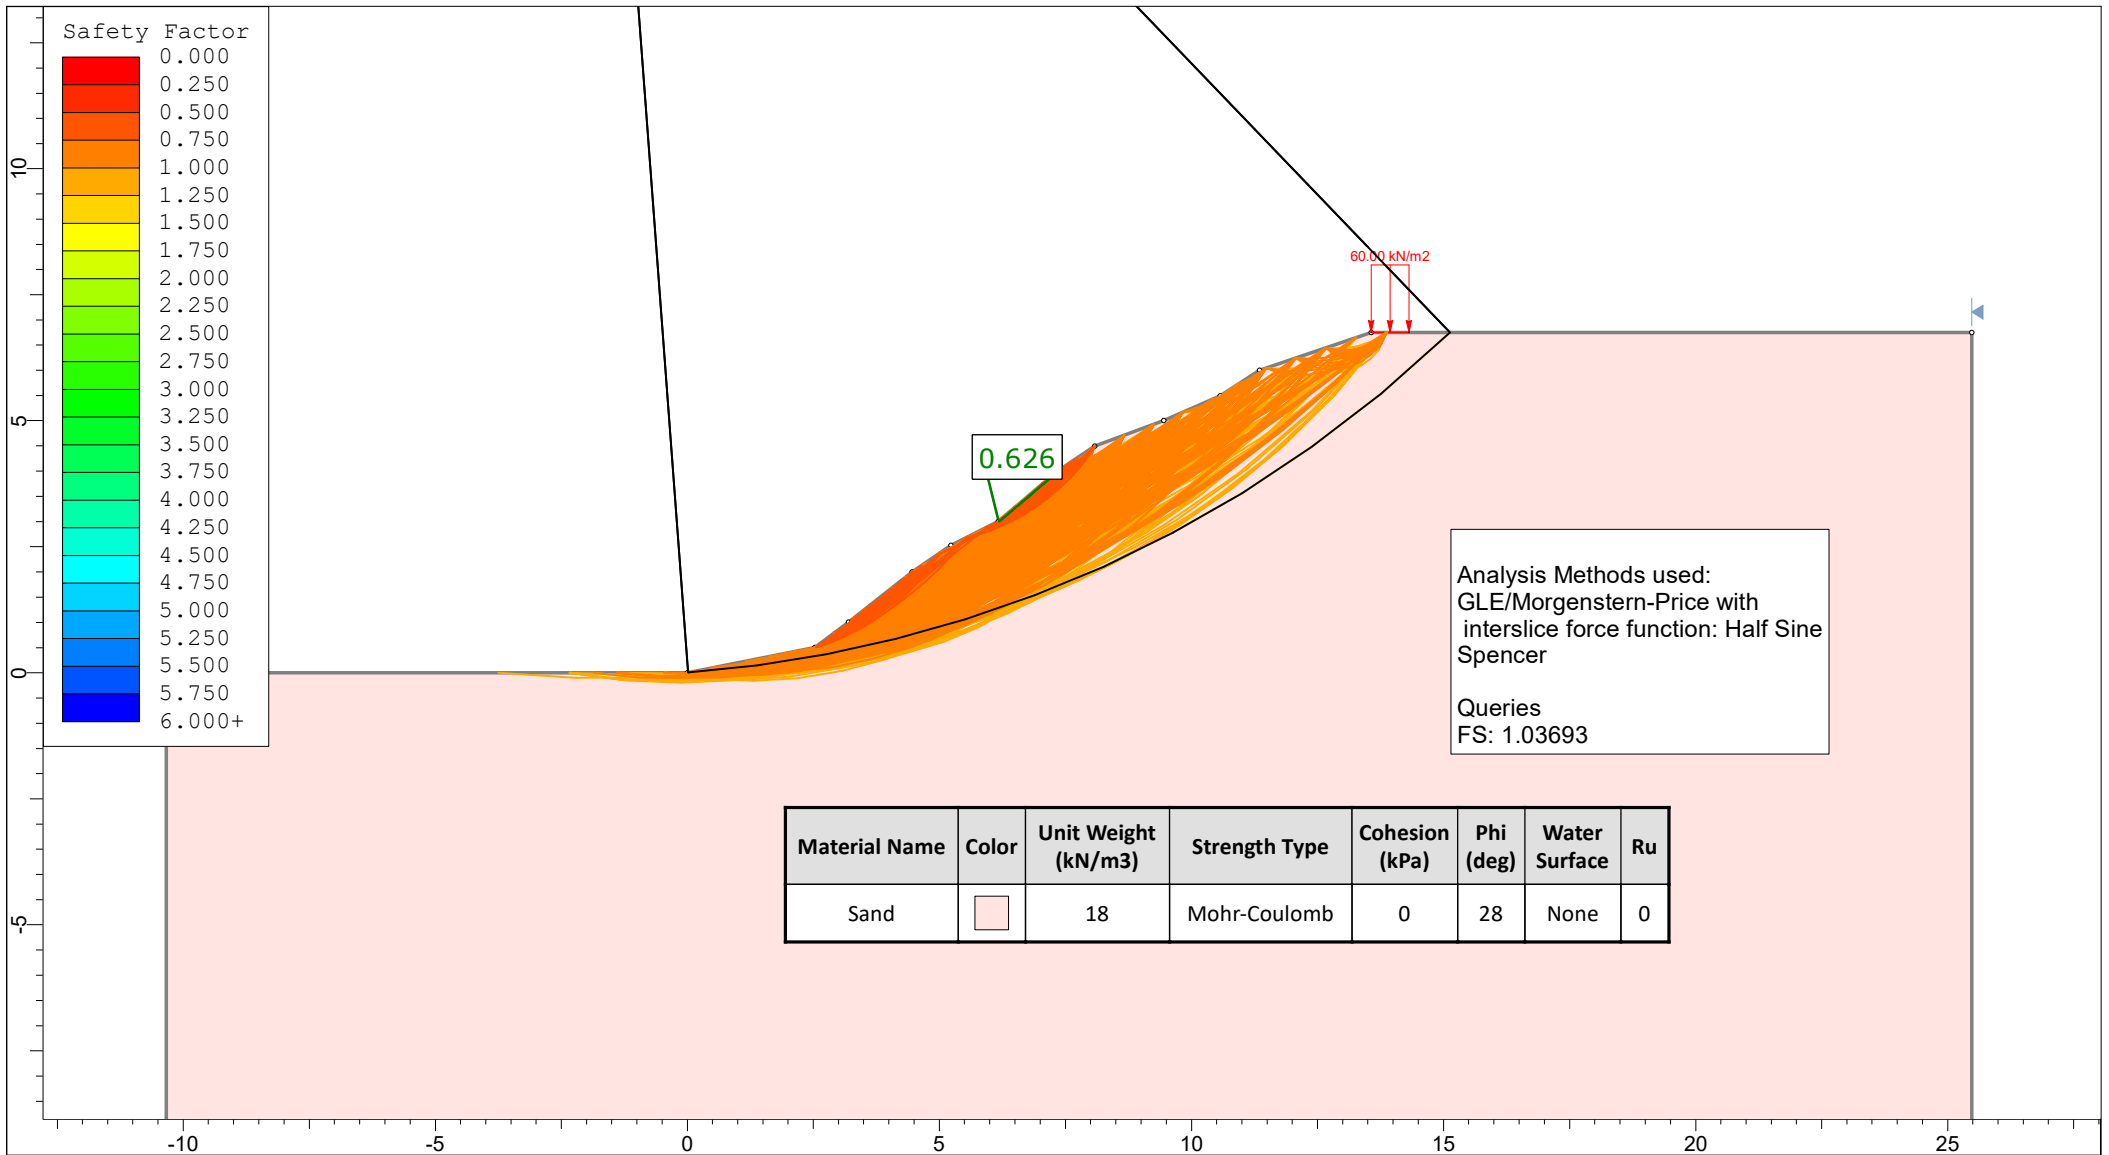 Safety Factor
0.000
0.250
0.500
0.750
1.000
1.250
1.500
1.750
2.000
2.250
2.500
2.750
3.000
3.250
3.500
3.750
4.000
4.250
4.500
4.750
5.000
5.250
5.500
5.750
6.000+
10
5
0
-5
60.00 kN/m2
0.626
Analysis Methods used:
GLE/Morgenstern-Price with
interslice force function: Half Sine
Spencer
Queries
FS: 1.03693
Material Name Color Unit Weight (kN/m3) Strength Type Cohesion (kPa) Phi (deg) Water Surface Ru
Sand 18 Mohr-Coulomb 0 28 None 0
-10 -5 0 5 10 15 20 25